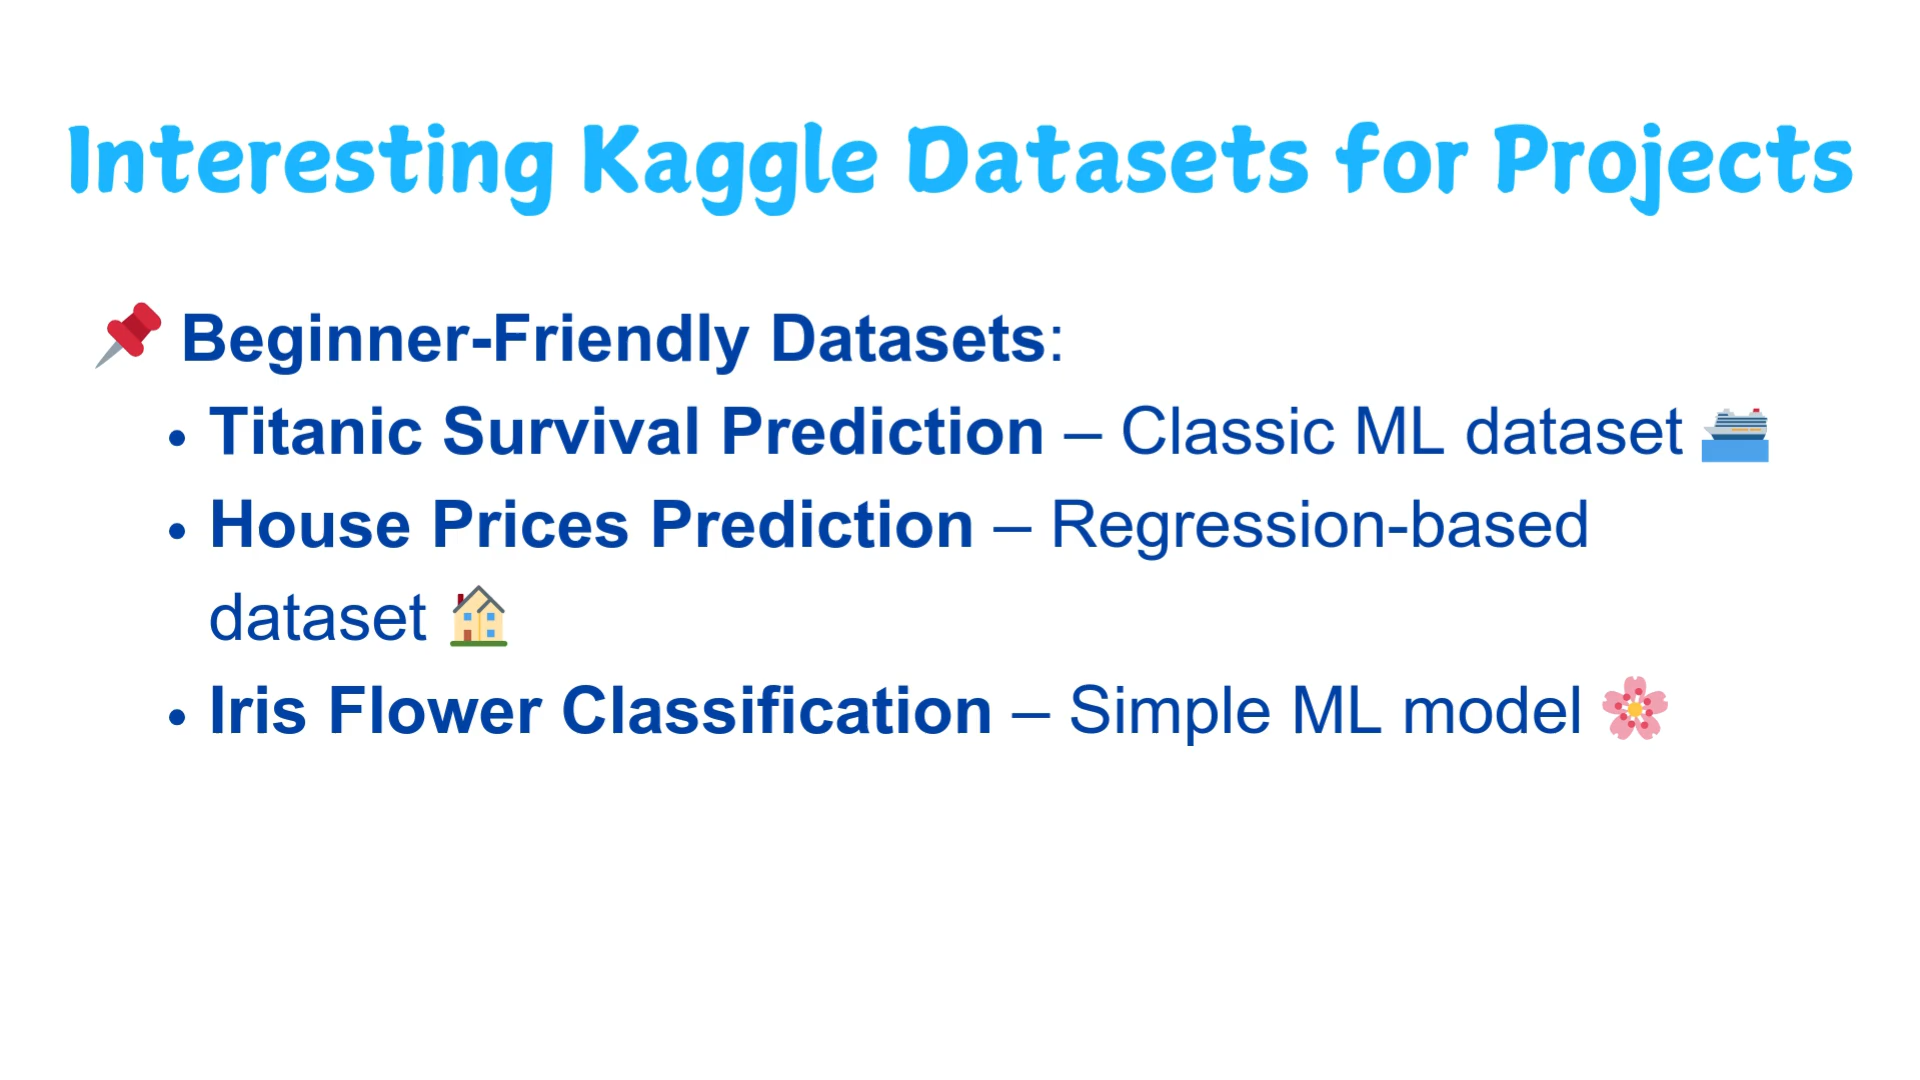 Interesting Kaggle Datasets for Projects
📌 Beginner-Friendly Datasets:
• Titanic Survival Prediction – Classic ML dataset 🛳️
• House Prices Prediction – Regression-based
dataset 🏠
• Iris Flower Classification – Simple ML model 🌸